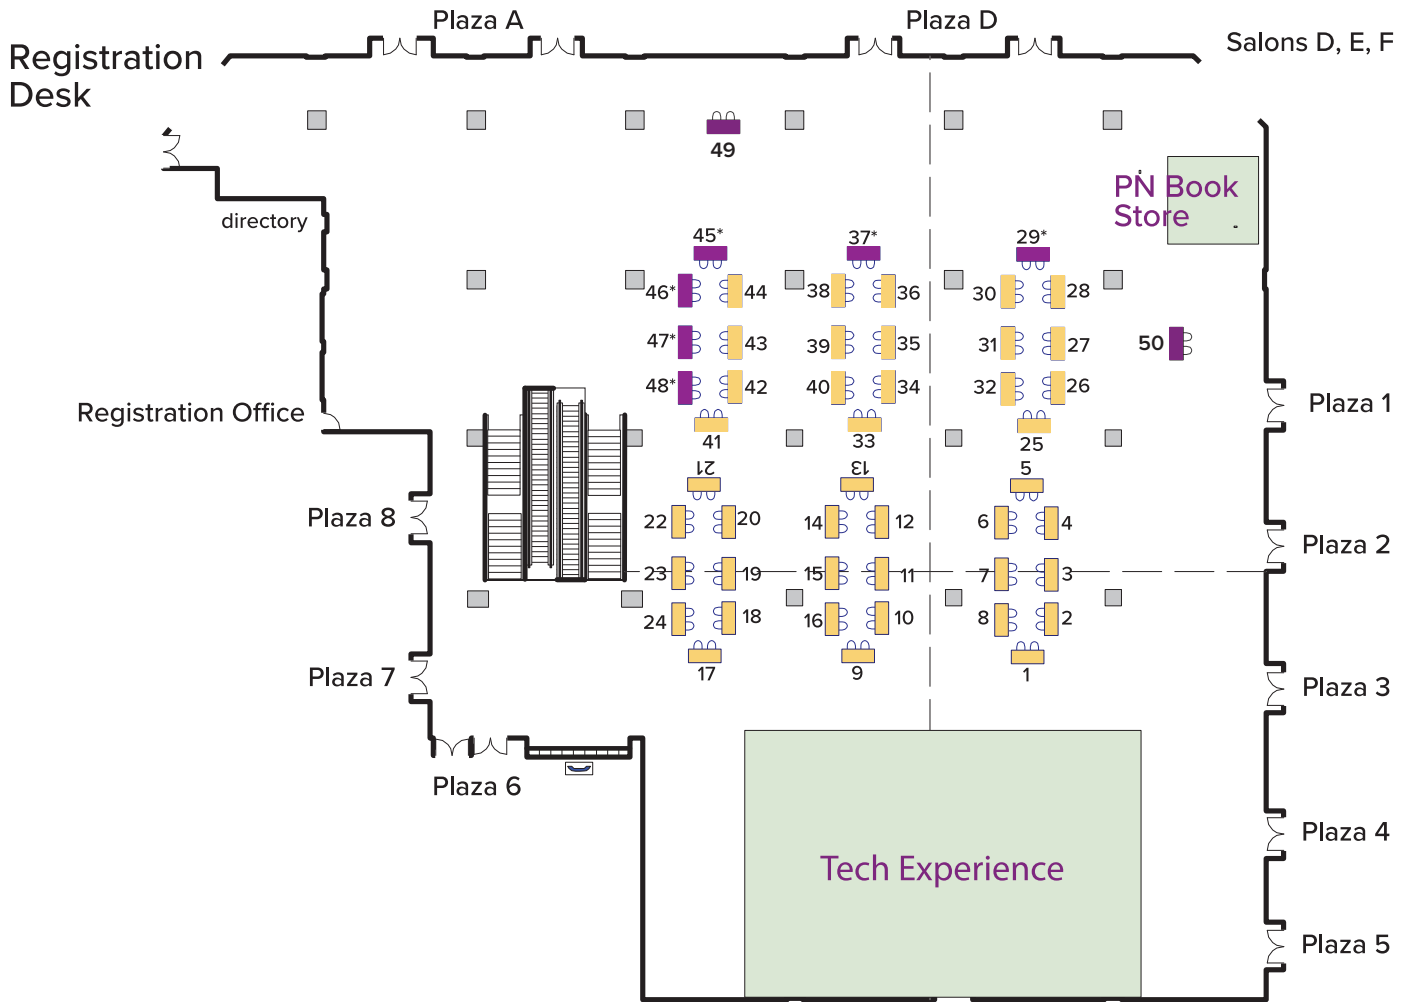 Plaza A
Plaza D
Salons D, E, F
Registration
Desk
49
PN Book
Store
directory
45*
37*
29*
46*
44
38
36
30
28
47*
43
39
35
31
27
50
48*
42
40
34
32
26
Plaza 1
Registration Office
41
33
25
21
13
5
Plaza 8
22
20
14
12
6
4
Plaza 2
23
19
15
11
7
3
24
18
16
10
8
2
17
9
1
Plaza 7
Plaza 3
Plaza 6
Plaza 4
Tech Experience
Plaza 5